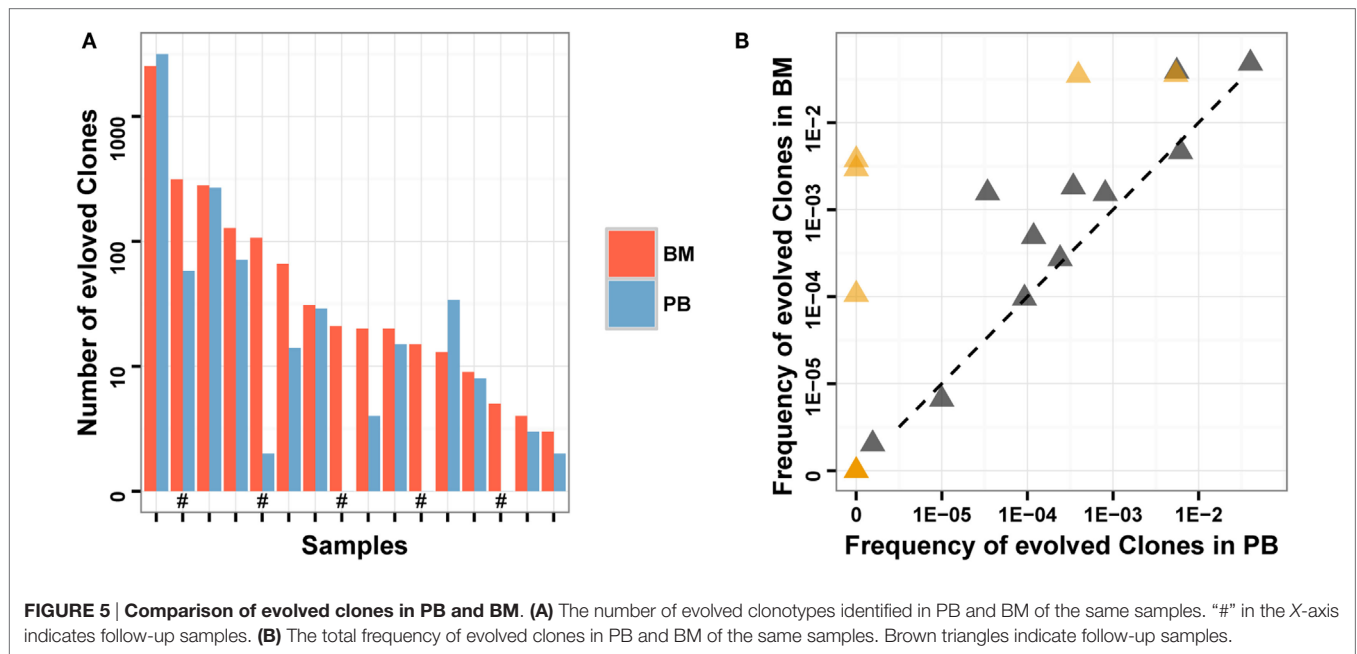 A
Number of evloved Clones
1000
100
10
0
# # # # #
Samples
BM
PB
B
Frequency of evolved Clones in BM
1E−2
1E−03
1E−04
1E−05
0
0 1E−05 1E−04 1E−03 1E−2
Frequency of evolved Clones in PB
FIGURE 5 | Comparison of evolved clones in PB and BM. (A) The number of evolved clonotypes identified in PB and BM of the same samples. “#” in the X-axis
indicates follow-up samples. (B) The total frequency of evolved clones in PB and BM of the same samples. Brown triangles indicate follow-up samples.